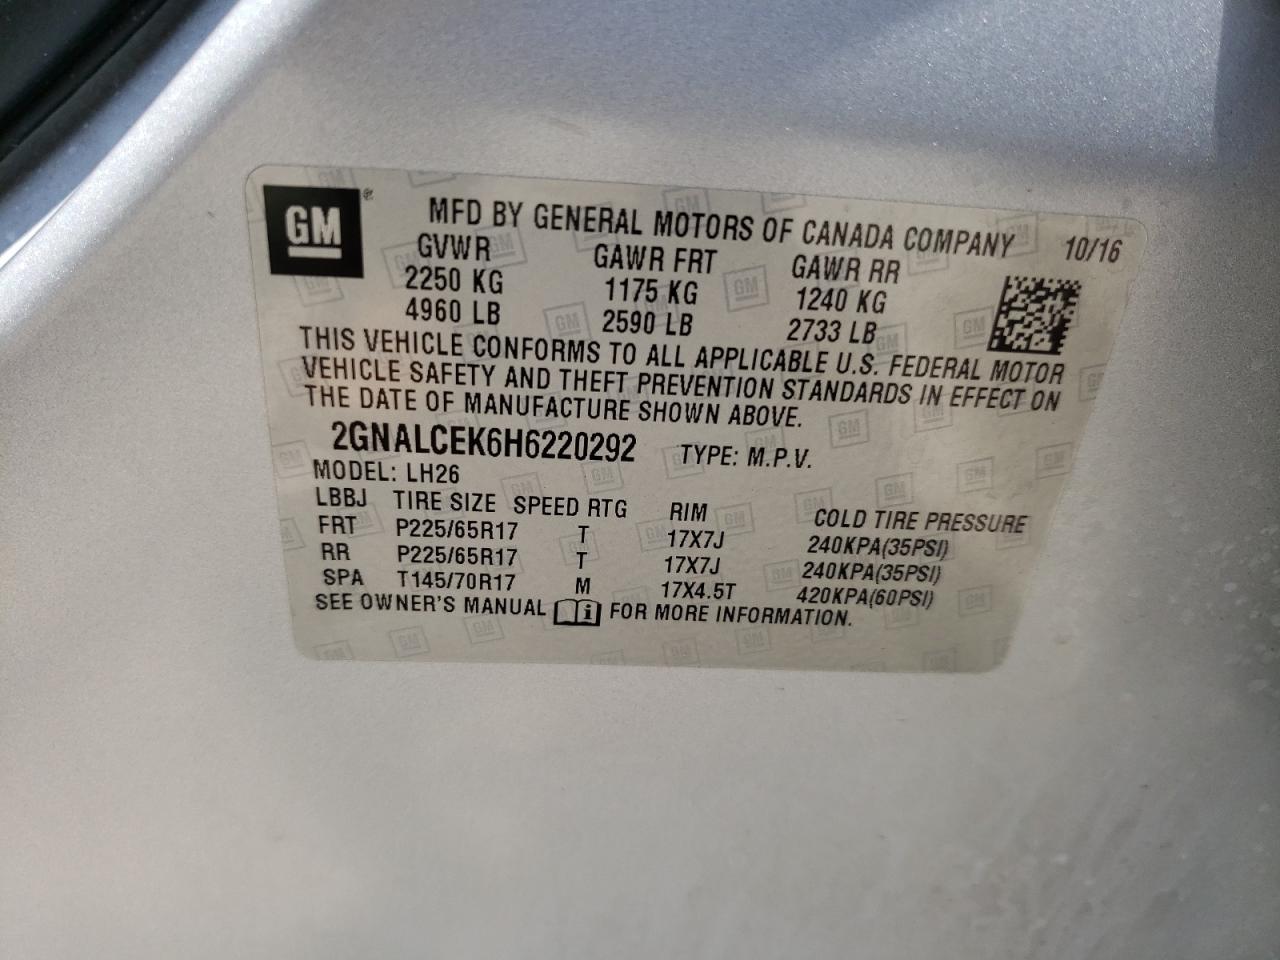 GM
MFD BY GENERAL MOTORS OF CANADA COMPANY 10/16
GVWR GAWR FRT GAWR RR
2250 KG 1175 KG 1240 KG
4960 LB 2590 LB 2733 LB
THIS VEHICLE CONFORMS TO ALL APPLICABLE U.S. FEDERAL MOTOR
VEHICLE SAFETY AND THEFT PREVENTION STANDARDS IN EFFECT ON
THE DATE OF MANUFACTURE SHOWN ABOVE.
2GNALCEK6H6220292 TYPE: M.P.V.
MODEL: LH26
LBBJ TIRE SIZE SPEED RTG RIM COLD TIRE PRESSURE
FRT P225/65R17 T 17X7J 240KPA(35PSI)
RR P225/65R17 T 17X7J 240KPA(35PSI)
SPA T145/70R17 M 17X4.5T 420KPA(60PSI)
SEE OWNER'S MANUAL i FOR MORE INFORMATION.